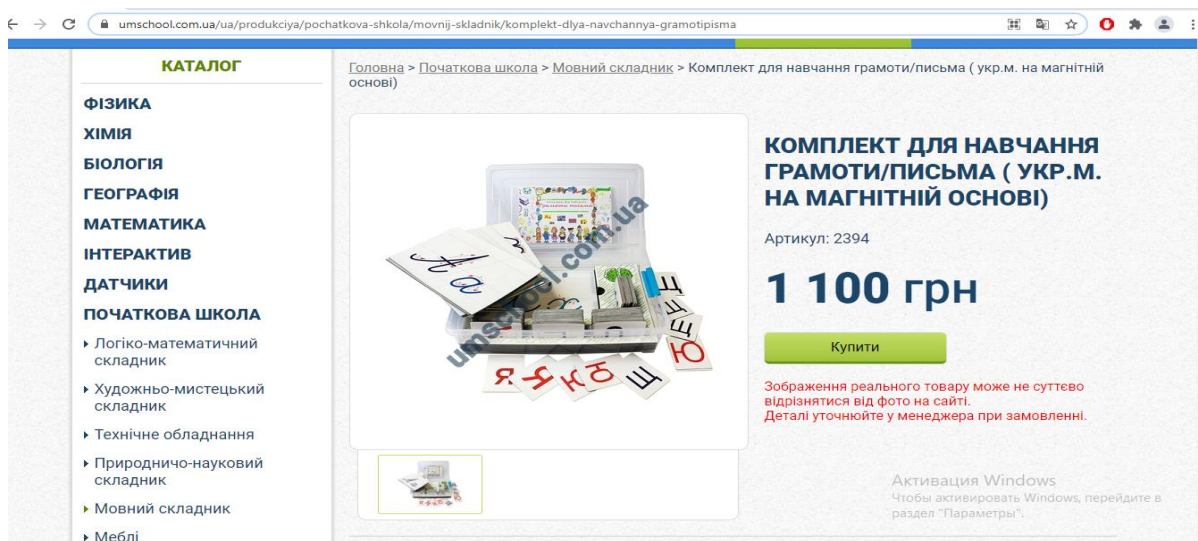 umschool.com.ua/ua/produkciya/pochatkova-shkola/movnij-skladnik/komplekt-dlya-navchannya-gramotipisma
КАТАЛОГ
ФІЗИКА
ХІМІЯ
БІОЛОГІЯ
ГЕОГРАФІЯ
МАТЕМАТИКА
ІНТЕРАКТИВ
ДАТЧИКИ
ПОЧАТКОВА ШКОЛА
Логіко-математичний
складник
Художньо-мистецький
складник
Технічне обладнання
Природничо-науковий
складник
Мовний складник
Меблі
Головна > Початкова школа > Мовний складник > Комплект для навчання грамоти/письма ( укр.м. на магнітній
основі)
Аа
umschool.com.ua
Я
Ю
Щ
КОМПЛЕКТ ДЛЯ НАВЧАННЯ
ГРАМОТИ/ПИСЬМА ( УКР.М.
НА МАГНІТНІЙ ОСНОВІ)
Артикул: 2394
1 100 грн
Купити
Зображення реального товару може не суттєво
відрізнятися від фото на сайті.
Деталі уточнюйте у менеджера при замовленні.
Активация Windows
Чтобы активировать Windows, перейдите в
раздел "Параметры".